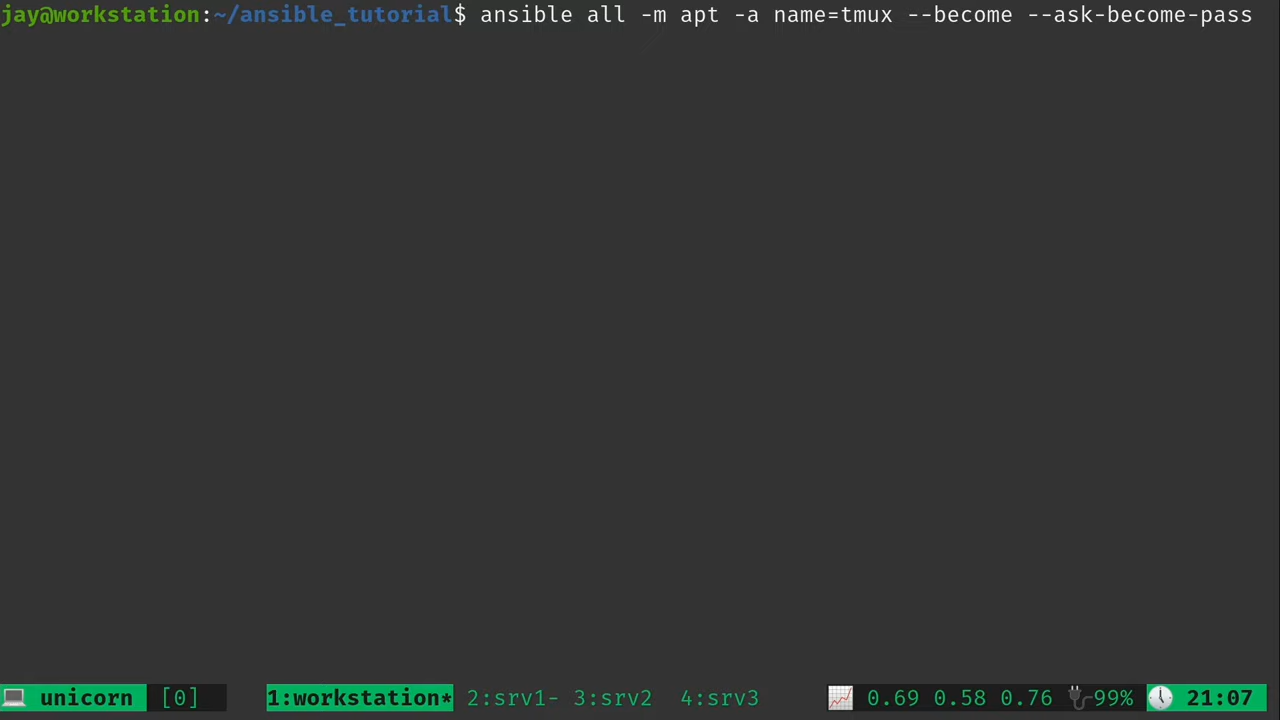 jay@workstation:~/ansible_tutorial$ ansible all -m apt -a name=tmux --become --ask-become-pass
unicorn [0] 1:workstation* 2:srv1- 3:srv2 4:srv3 0.69 0.58 0.76 99% 21:07